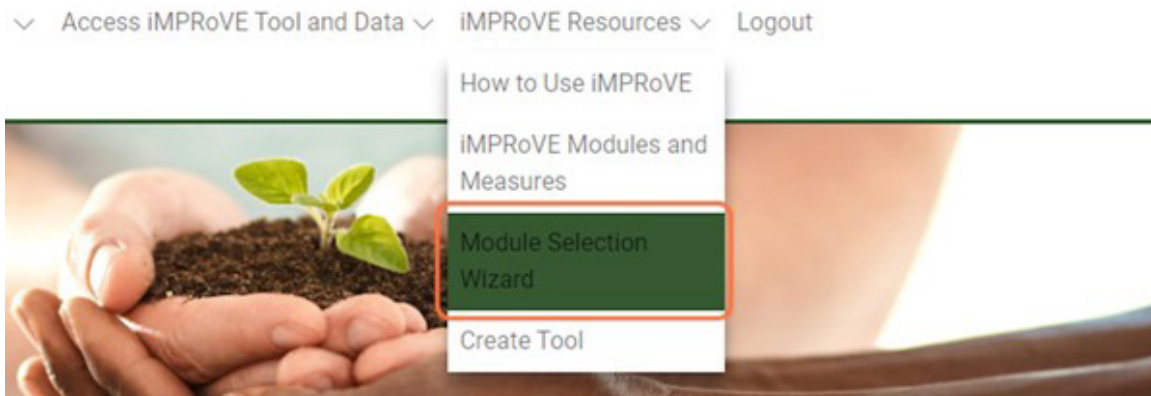 Access iMPRoVE Tool and Data iMPRoVE Resources Logout
How to Use iMPRoVE
iMPRoVE Modules and
Measures
Module Selection
Wizard
Create Tool